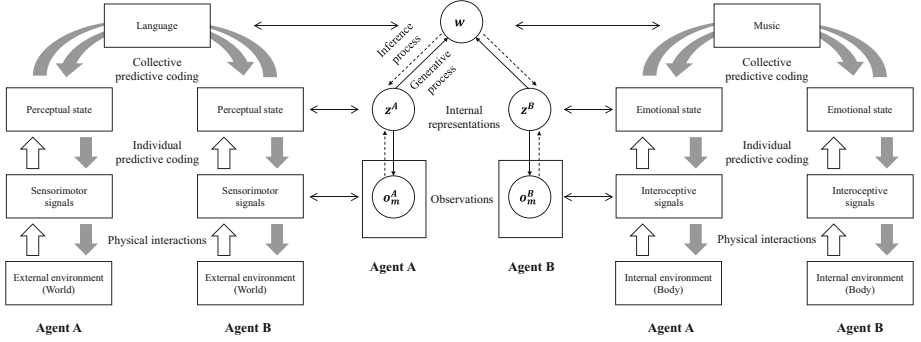 Language
w
Music
Inference
process
Generative
process
Collective
predictive coding
Collective
predictive coding
Perceptual state
Perceptual state
z^A
Internal
representations
z^B
Emotional state
Emotional state
Individual
predictive coding
Individual
predictive coding
Sensorimotor
signals
Sensorimotor
signals
o_m^A
Observations
o_m^B
Interoceptive
signals
Interoceptive
signals
Physical interactions
Physical interactions
Agent A
Agent B
External environment
(World)
External environment
(World)
Internal environment
(Body)
Internal environment
(Body)
Agent A
Agent B
Agent A
Agent B